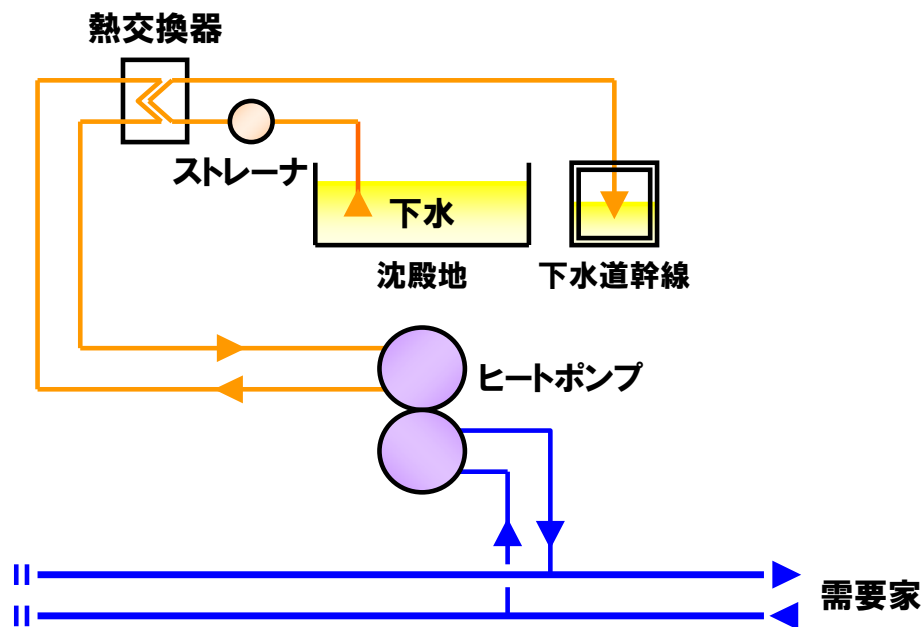 熱交換器
ストレーナ
下水
沈殿地
下水道幹線
ヒートポンプ
需要家